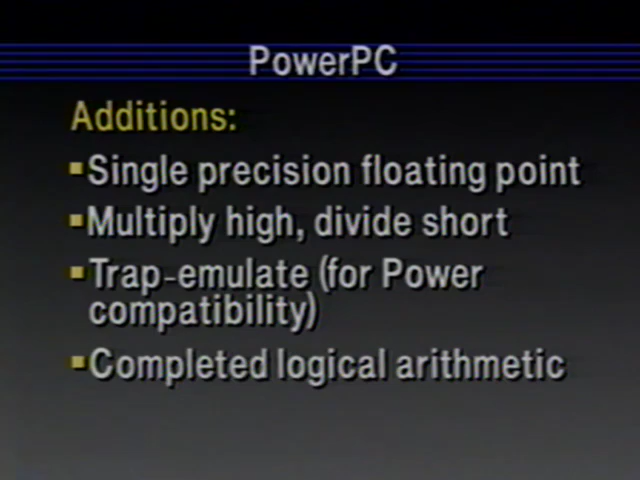 PowerPC
Additions:
▪Single precision floating point
▪Multiply high, divide short
▪Trap-emulate (for Power
compatibility)
▪Completed logical arithmetic